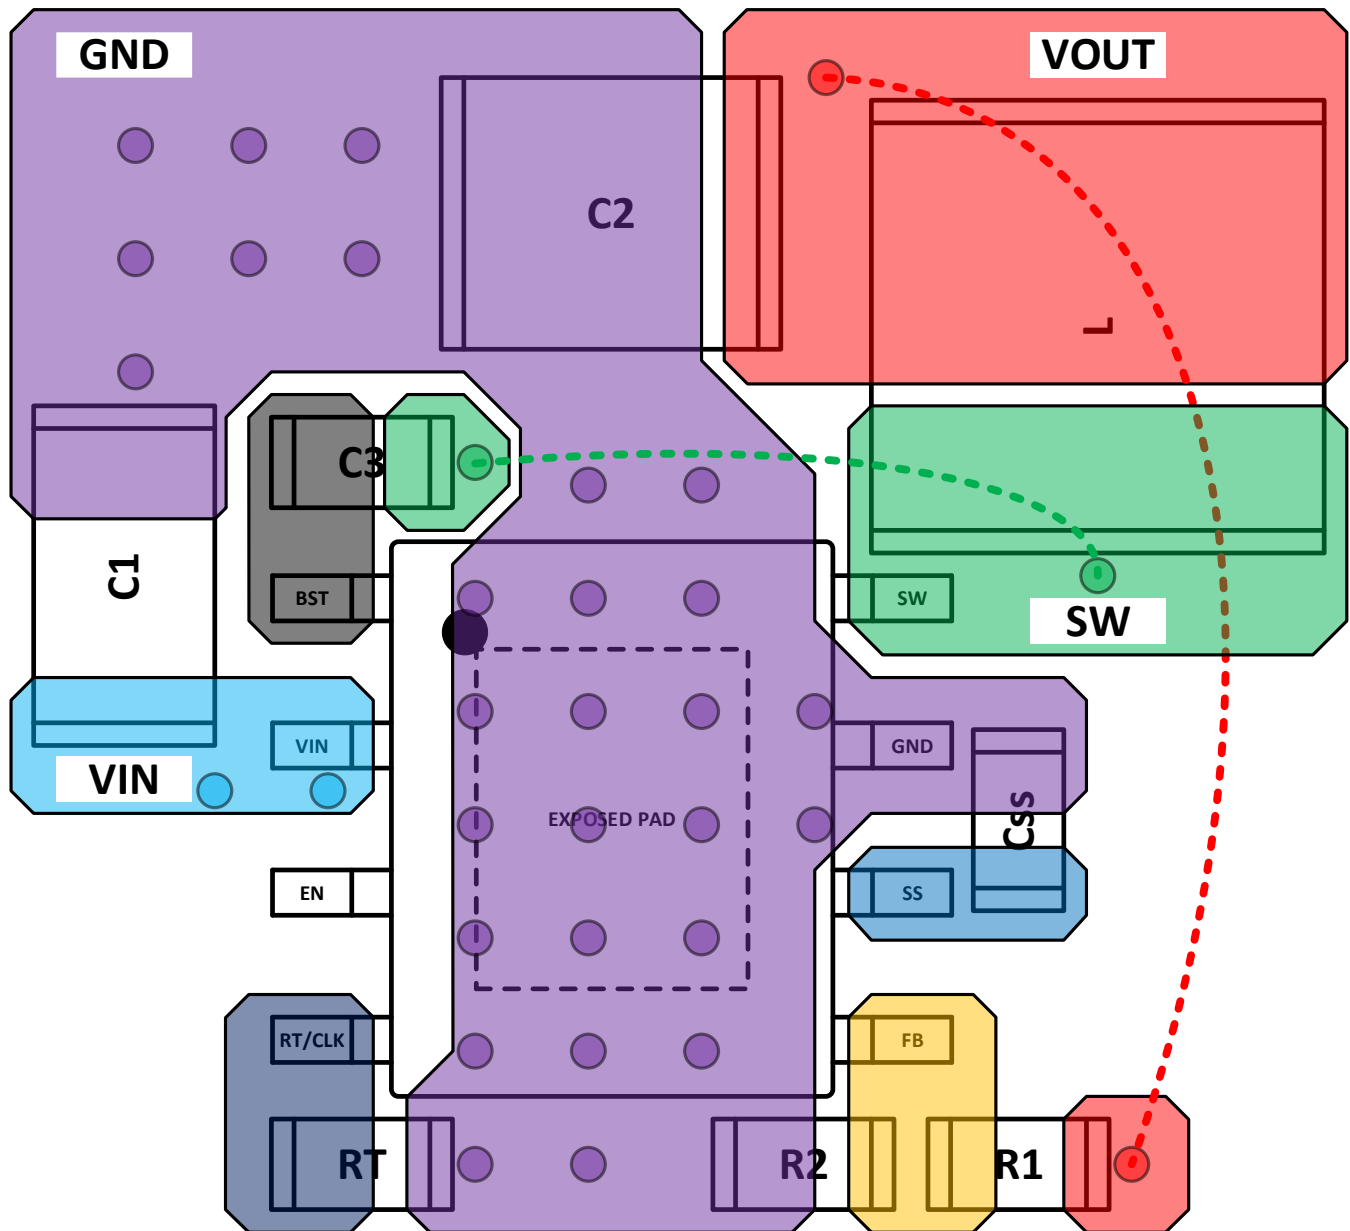 GND
VOUT
C2
L
C3
C1
BST
SW
SW
VIN
GND
VIN
EXPOSED PAD
Css
EN
SS
RT/CLK
FB
RT
R2
R1